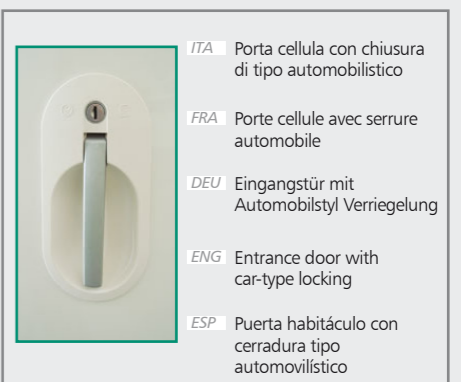 ITA Porta cellula con chiusura
di tipo automobilistico
FRA Porte cellule avec serrure
automobile
DEU Eingangstür mit
Automobilstyl Verriegelung
ENG Entrance door with
car-type locking
ESP Puerta habitáculo con
cerradura tipo
automovilístico